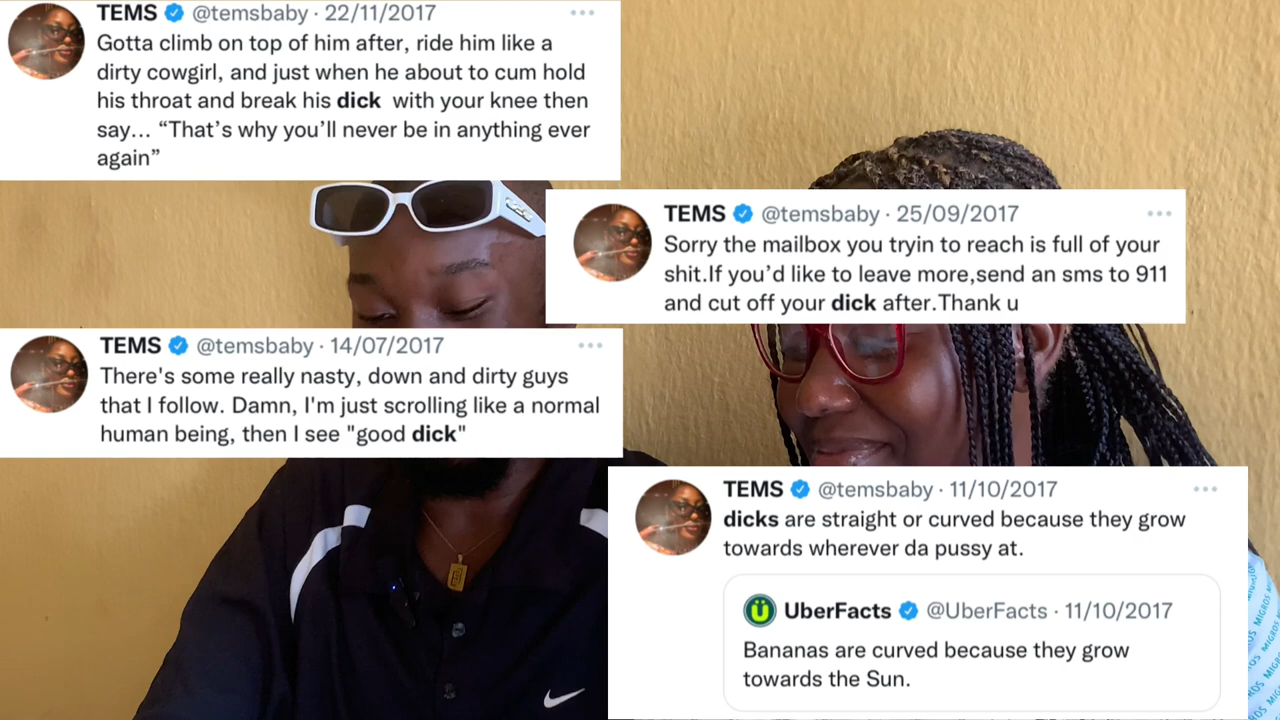 TEMS @temsbaby · 22/11/2017
Gotta climb on top of him after, ride him like a
dirty cowgirl, and just when he about to cum hold
his throat and break his dick with your knee then
say... “That’s why you’ll never be in anything ever
again”
TEMS @temsbaby · 25/09/2017
Sorry the mailbox you tryin to reach is full of your
shit.If you’d like to leave more,send an sms to 911
and cut off your dick after.Thank u
TEMS @temsbaby · 14/07/2017
There's some really nasty, down and dirty guys
that I follow. Damn, I'm just scrolling like a normal
human being, then I see "good dick"
TEMS @temsbaby · 11/10/2017
dicks are straight or curved because they grow
towards wherever da pussy at.
UberFacts @UberFacts · 11/10/2017
Bananas are curved because they grow
towards the Sun.
MIGROS